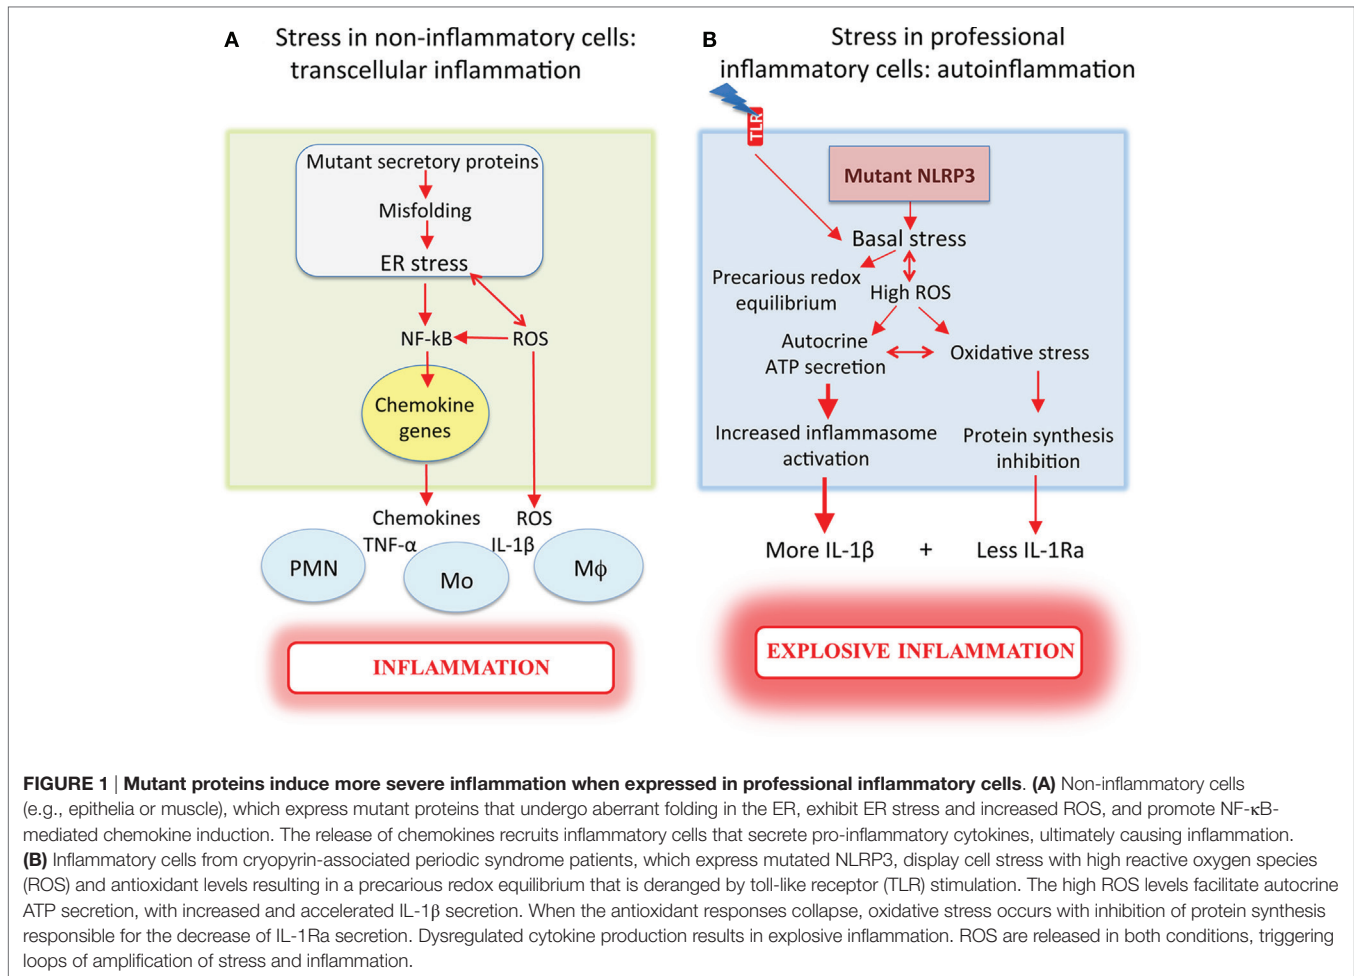 A
Stress in non-inflammatory cells:
transcellular inflammation
Mutant secretory proteins
Misfolding
ER stress
NF-kB
ROS
Chemokine
genes
Chemokines
ROS
TNF-α
IL-1β
PMN
Mo
Mϕ
INFLAMMATION
B
Stress in professional
inflammatory cells: autoinflammation
TLR
Mutant NLRP3
Basal stress
Precarious redox
equilibrium
High ROS
Autocrine
ATP secretion
Oxidative stress
Increased inflammasome
activation
Protein synthesis
inhibition
More IL-1β + Less IL-1Ra
EXPLOSIVE INFLAMMATION
FIGURE 1 | Mutant proteins induce more severe inflammation when expressed in professional inflammatory cells. (A) Non-inflammatory cells
(e.g., epithelia or muscle), which express mutant proteins that undergo aberrant folding in the ER, exhibit ER stress and increased ROS, and promote NF-κB-
mediated chemokine induction. The release of chemokines recruits inflammatory cells that secrete pro-inflammatory cytokines, ultimately causing inflammation.
(B) Inflammatory cells from cryopyrin-associated periodic syndrome patients, which express mutated NLRP3, display cell stress with high reactive oxygen species
(ROS) and antioxidant levels resulting in a precarious redox equilibrium that is deranged by toll-like receptor (TLR) stimulation. The high ROS levels facilitate autocrine
ATP secretion, with increased and accelerated IL-1β secretion. When the antioxidant responses collapse, oxidative stress occurs with inhibition of protein synthesis
responsible for the decrease of IL-1Ra secretion. Dysregulated cytokine production results in explosive inflammation. ROS are released in both conditions, triggering
loops of amplification of stress and inflammation.